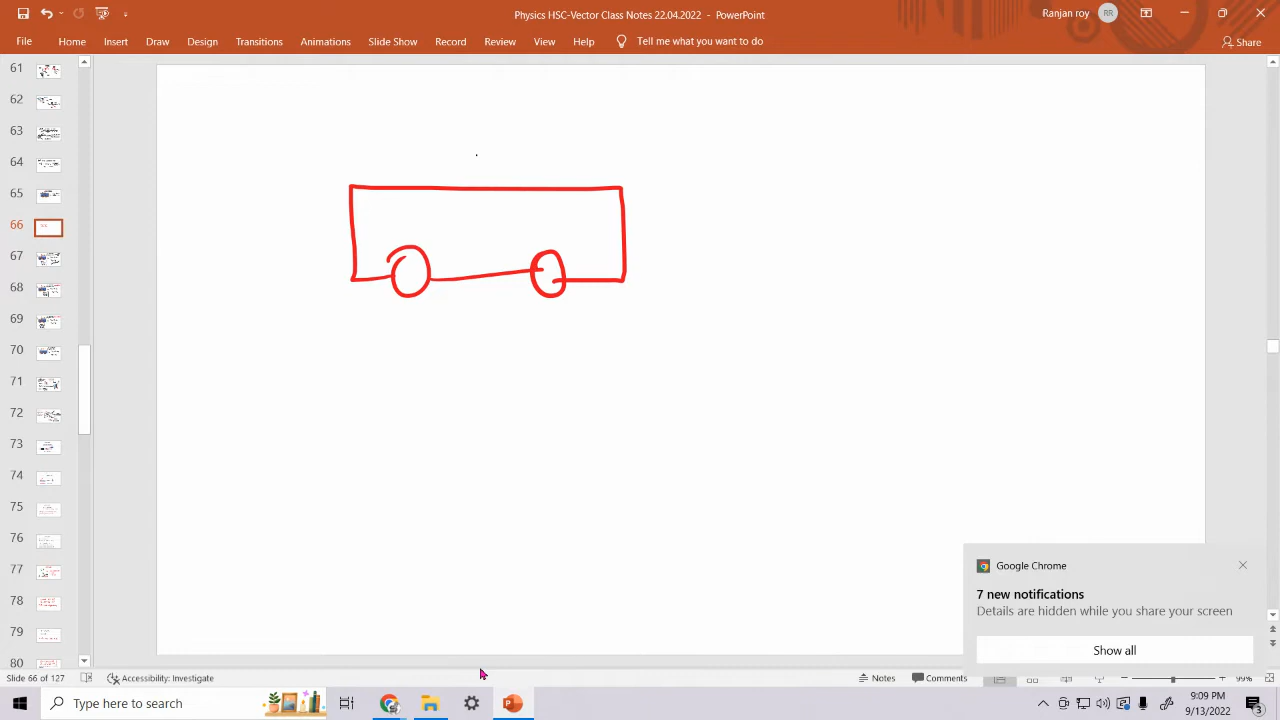 Physics HSC-Vector Class Notes 22.04.2022 - PowerPoint
Ranjan roy
RR
File
Home
Insert
Draw
Design
Transitions
Animations
Slide Show
Record
Review
View
Help
Tell me what you want to do
Share
61
62
63
64
65
66
67
68
69
70
71
72
73
74
75
76
77
78
79
80
Google Chrome
7 new notifications
Details are hidden while you share your screen
Show all
Slide 66 of 127
Accessibility: Investigate
Notes
Comments
99%
Type here to search
9:09 PM
9/13/2022
3